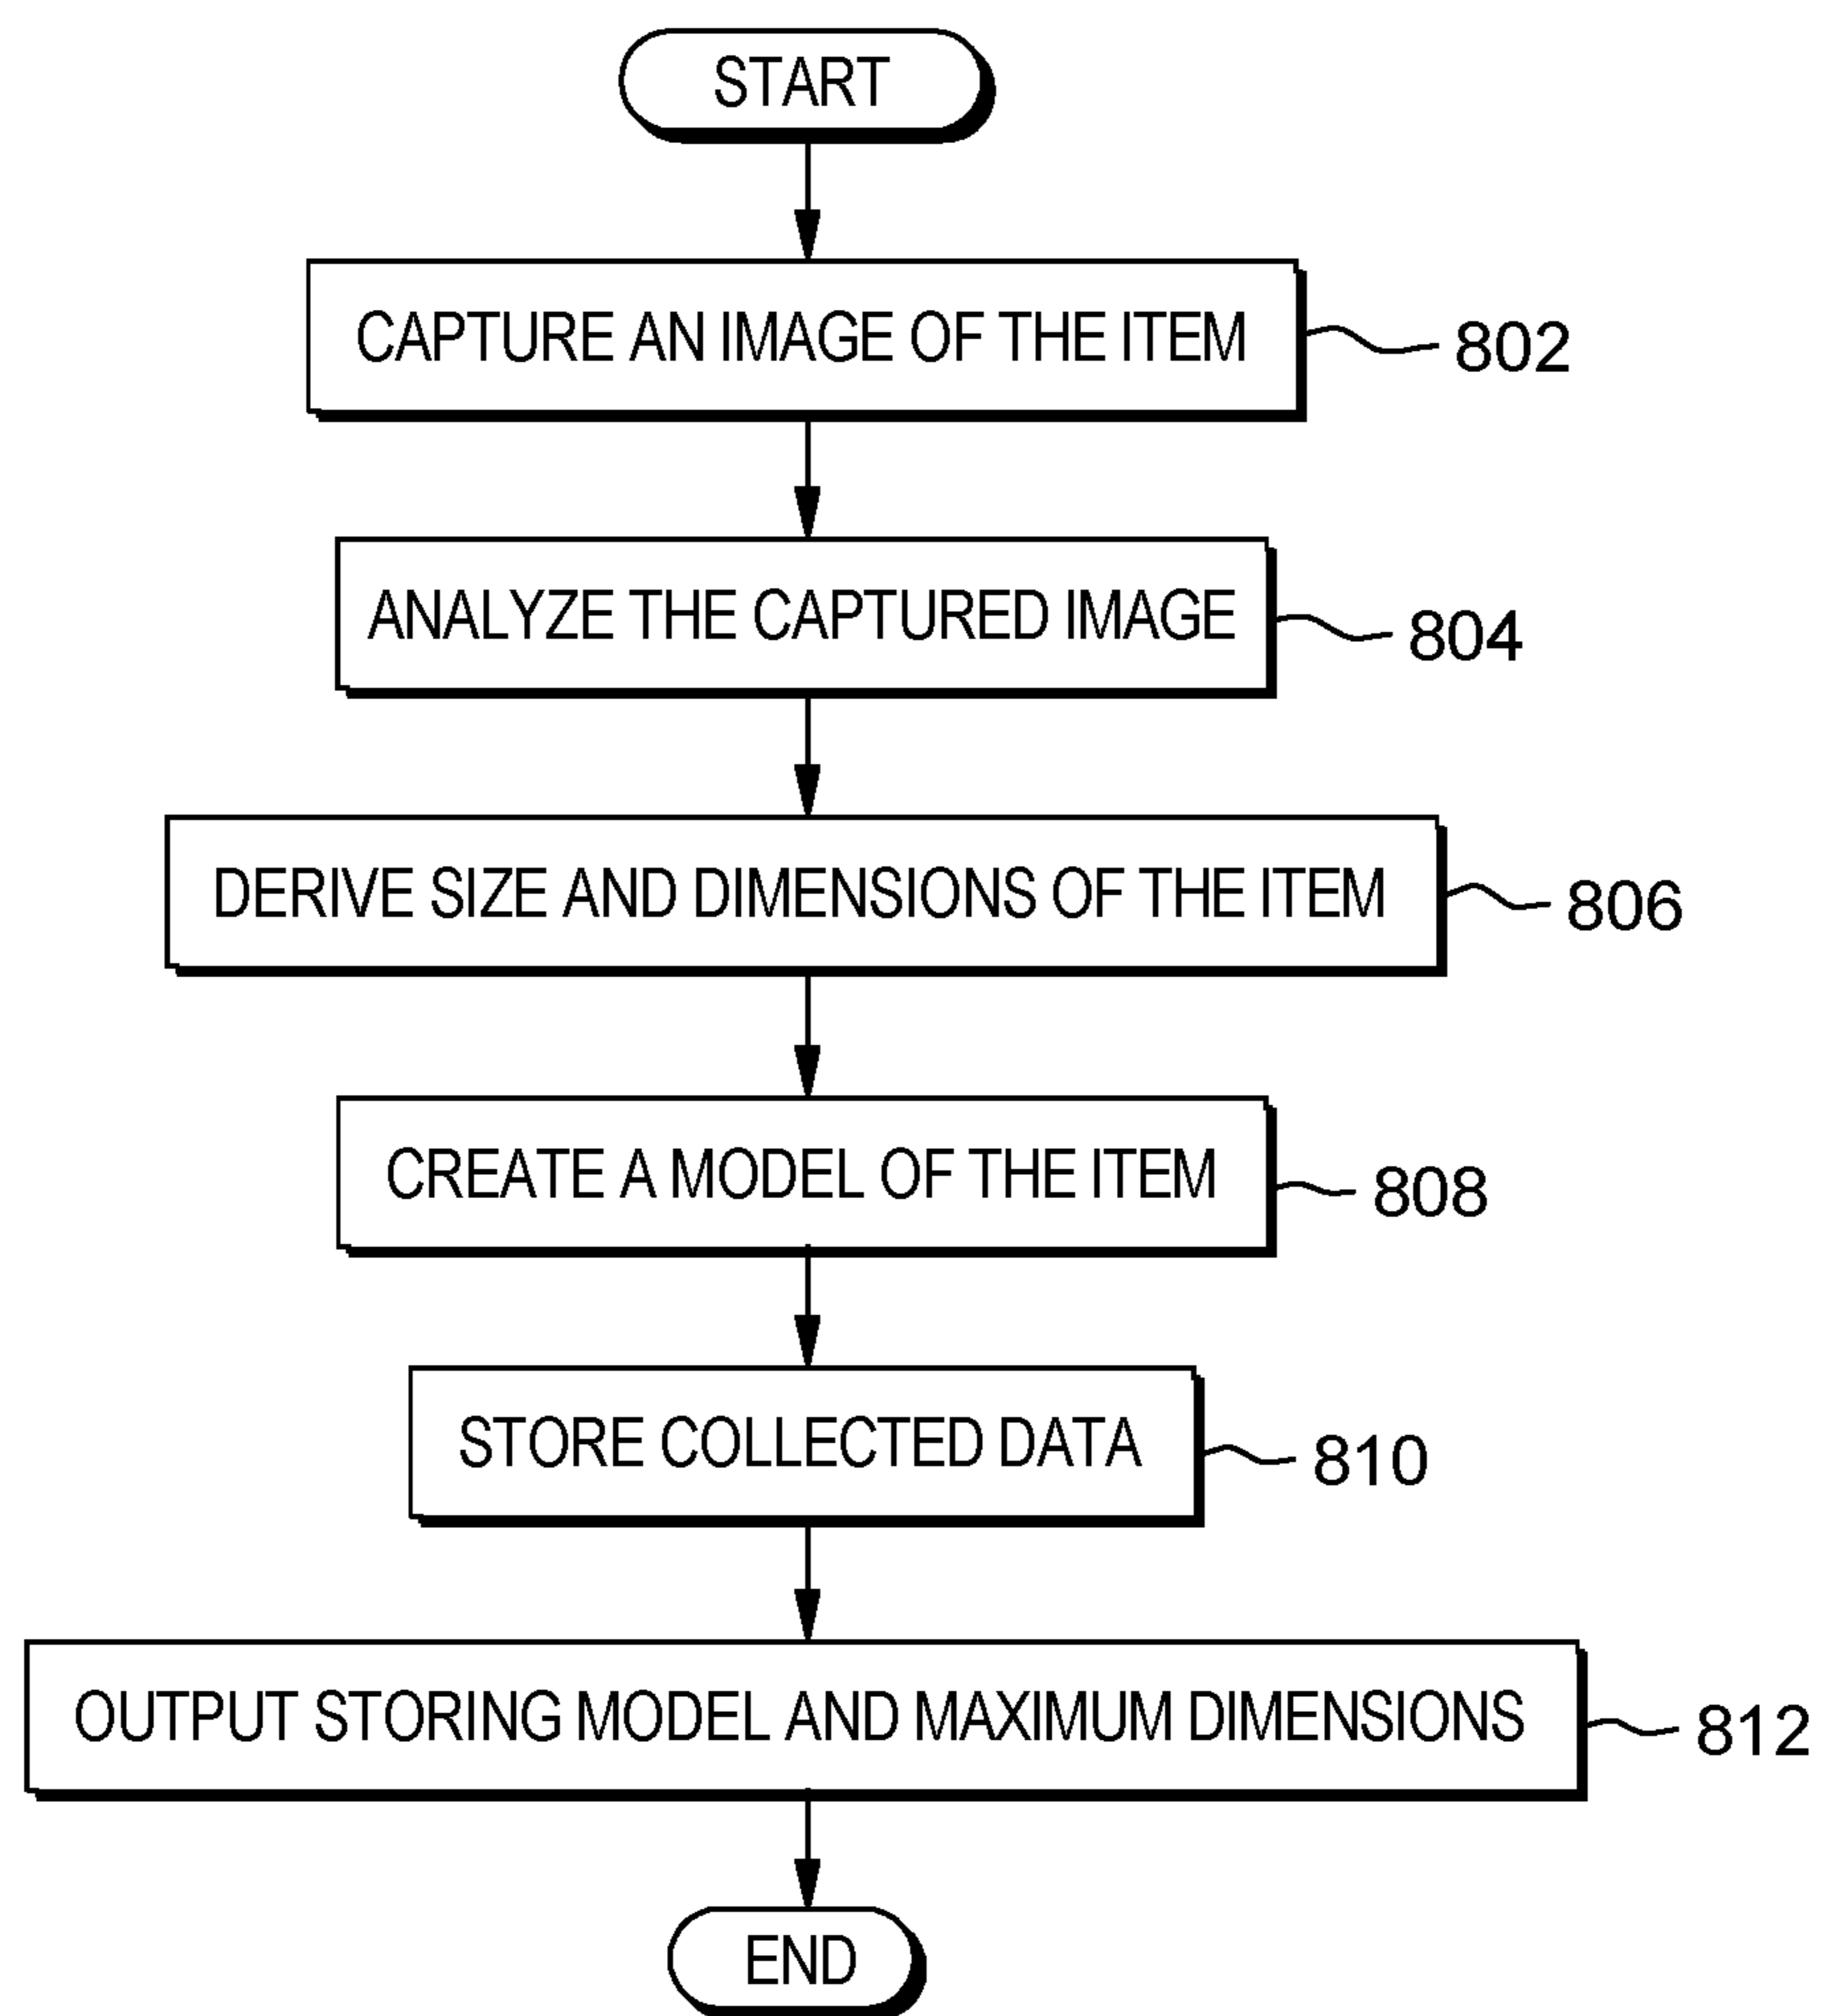 START
CAPTURE AN IMAGE OF THE ITEM
802
ANALYZE THE CAPTURED IMAGE
804
DERIVE SIZE AND DIMENSIONS OF THE ITEM
806
CREATE A MODEL OF THE ITEM
808
STORE COLLECTED DATA
810
OUTPUT STORING MODEL AND MAXIMUM DIMENSIONS
812
END